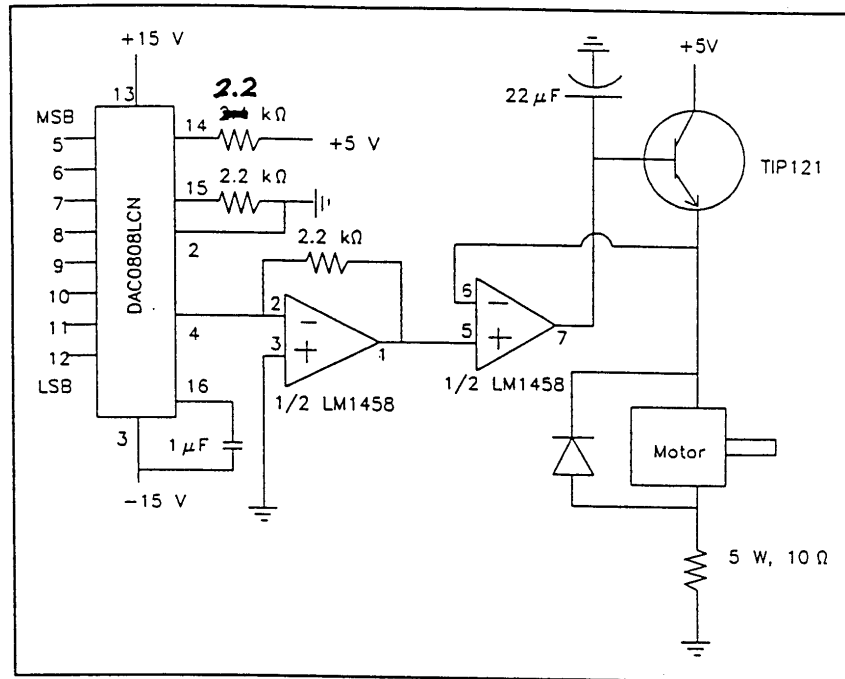 +15 V
+5V
2.2
13
22 µF
MSB
14
kΩ
5
+5 V
6
15
2.2 kΩ
TIP121
7
DAC0808LCN
8
2
2.2 kΩ
9
10
6
2
11
4
3
1
5
7
12
LSB
16
1/2 LM1458
1/2 LM1458
3
1 µF
Motor
-15 V
5 W, 10 Ω